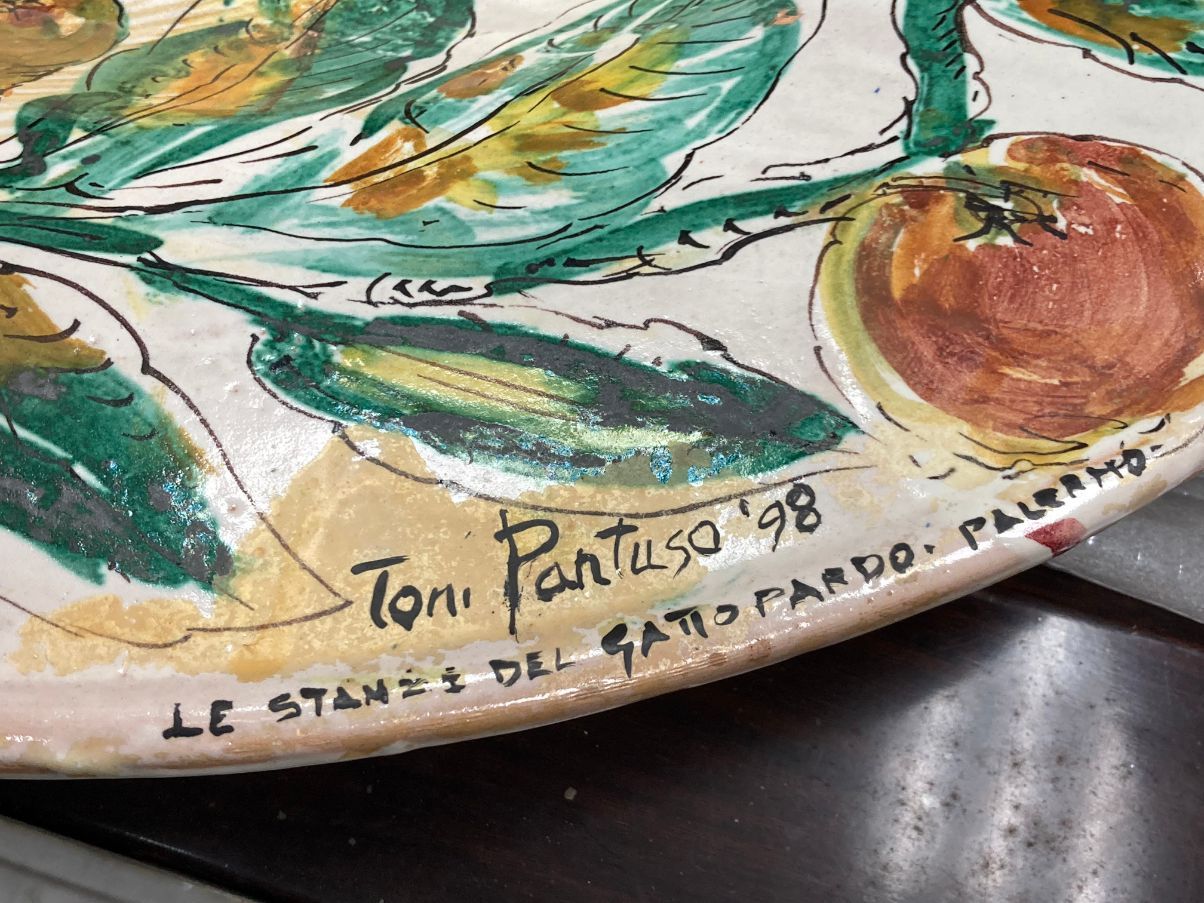 Toni Pantuso '98
LE STANZE DEL GATTOPARDO. PALERMO.